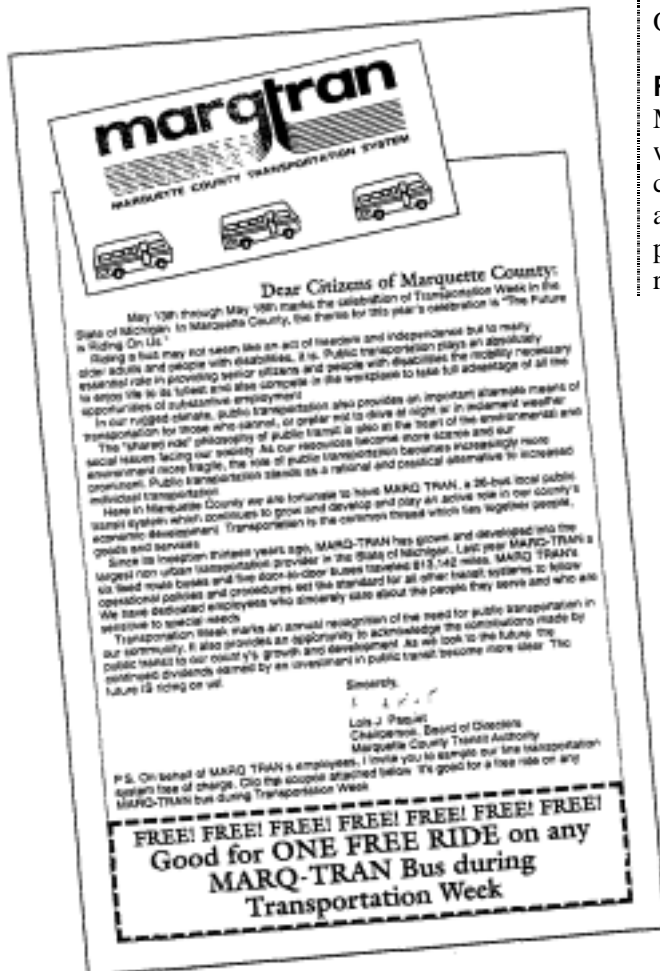 marqtran
MARQUETTE COUNTY TRANSPORTATION SYSTEM
Dear Citizens of Marquette County:
May 13th through May 18th marks the celebration of Transportation Week in the
State of Michigan. In Marquette County, the theme for this year's celebration is "The Future
is Riding On Us."
Riding a bus may not seem like an act of freedom and independence but to many
older adults and people with disabilities, it is. Public transportation plays an absolutely
essential role in providing senior citizens and people with disabilities the mobility necessary
to enjoy life to its fullest and also compete in the workplace to take full advantage of all the
opportunities of substantive employment.
In our rugged climate, public transportation also provides an important alternate means of
transportation for those who cannot, or prefer not to drive at night or in inclement weather.
The "shared ride" philosophy of public transit is also at the heart of the environmental and
social issues facing our society. As our resources become more scarce and our
environment more fragile, the role of public transportation becomes increasingly more
prominent. Public transportation stands as a rational and practical alternative to increased
individual transportation.
Here in Marquette County we are fortunate to have MARQ TRAN, a 26-bus local public
transit system which continues to grow and develop and play an active role in our county's
economic development. Transportation is the common thread which ties together people,
goods and services.
Since its inception thirteen years ago, MARQ-TRAN has grown and developed into the
largest non urban transportation provider in the State of Michigan. Last year MARQ-TRAN's
six fixed route buses and five door-to-door buses traveled 813,142 miles. MARQ TRAN's
operational policies and procedures set the standard for all other transit systems to follow.
We have dedicated employees who sincerely care about the people they serve and who are
sensitive to special needs.
Transportation Week marks an annual recognition of the need for public transportation in
our community. It also provides an opportunity to acknowledge the contributions made by
public transit to our county's growth and development. As we look to the future, the
continued dividends earned by an investment in public transit become more clear. The
future IS riding on us!
Sincerely,
Lois J. Paquet
Chairperson, Board of Directors
Marquette County Transit Authority
P.S. On behalf of MARQ TRAN's employees, I invite you to sample our fine transportation
system free of charge. Clip the coupon attached below. It's good for a free ride on any
MARQ-TRAN bus during Transportation Week.
FREE! FREE! FREE! FREE! FREE! FREE! FREE!
Good for ONE FREE RIDE on any
MARQ-TRAN Bus during
Transportation Week